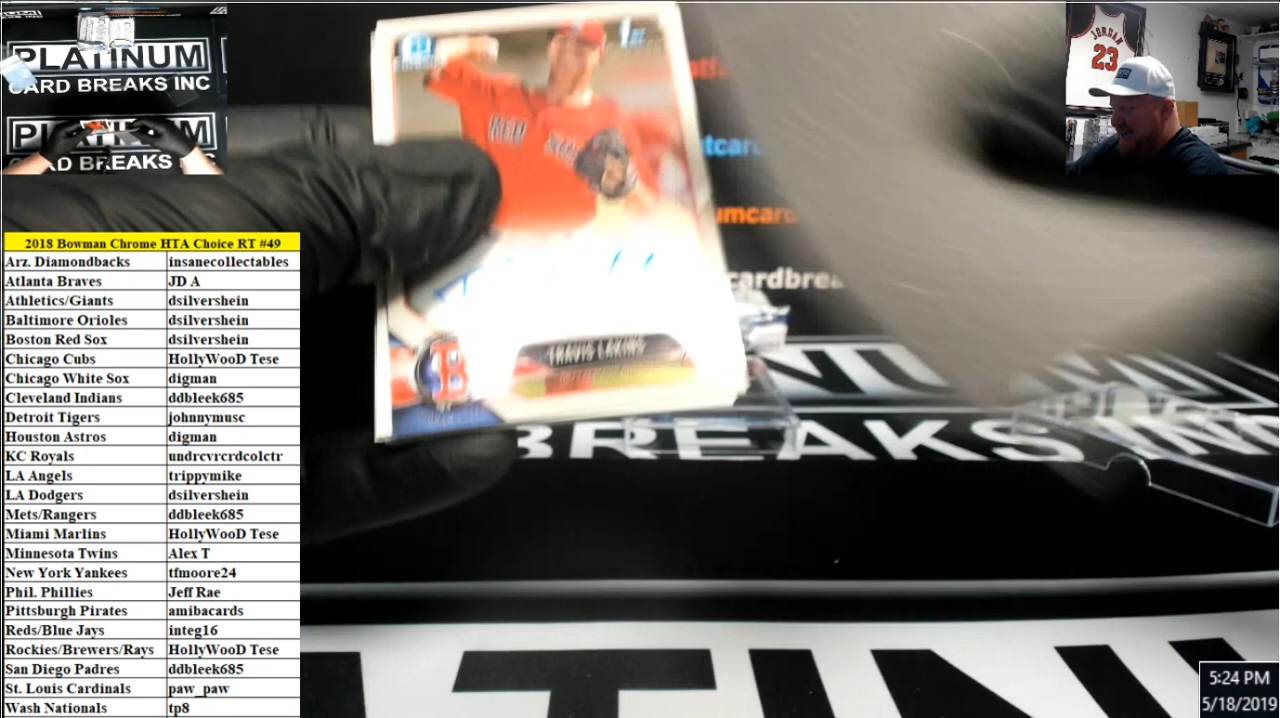 PLATINUM
CARD BREAKS INC
JORDAN
23
1st
RED
TRAVIS LAKINS
B
BREAKS INC
2018 Bowman Chrome HTA Choice RT #49
Arz. Diamondbacks insanecollectables
Atlanta Braves JD A
Athletics/Giants dsilvershein
Baltimore Orioles dsilvershein
Boston Red Sox dsilvershein
Chicago Cubs HollyWooD Tese
Chicago White Sox digman
Cleveland Indians ddbleek685
Detroit Tigers johnnymusc
Houston Astros digman
KC Royals undrcvrcrdcolctr
LA Angels trippymike
LA Dodgers dsilvershein
Mets/Rangers ddbleek685
Miami Marlins HollyWooD Tese
Minnesota Twins Alex T
New York Yankees tfmoore24
Phil. Phillies Jeff Rae
Pittsburgh Pirates amibacards
Reds/Blue Jays integ16
Rockies/Brewers/Rays HollyWooD Tese
San Diego Padres ddbleek685
St. Louis Cardinals paw_paw
Wash Nationals tp8
5:24 PM
5/18/2019